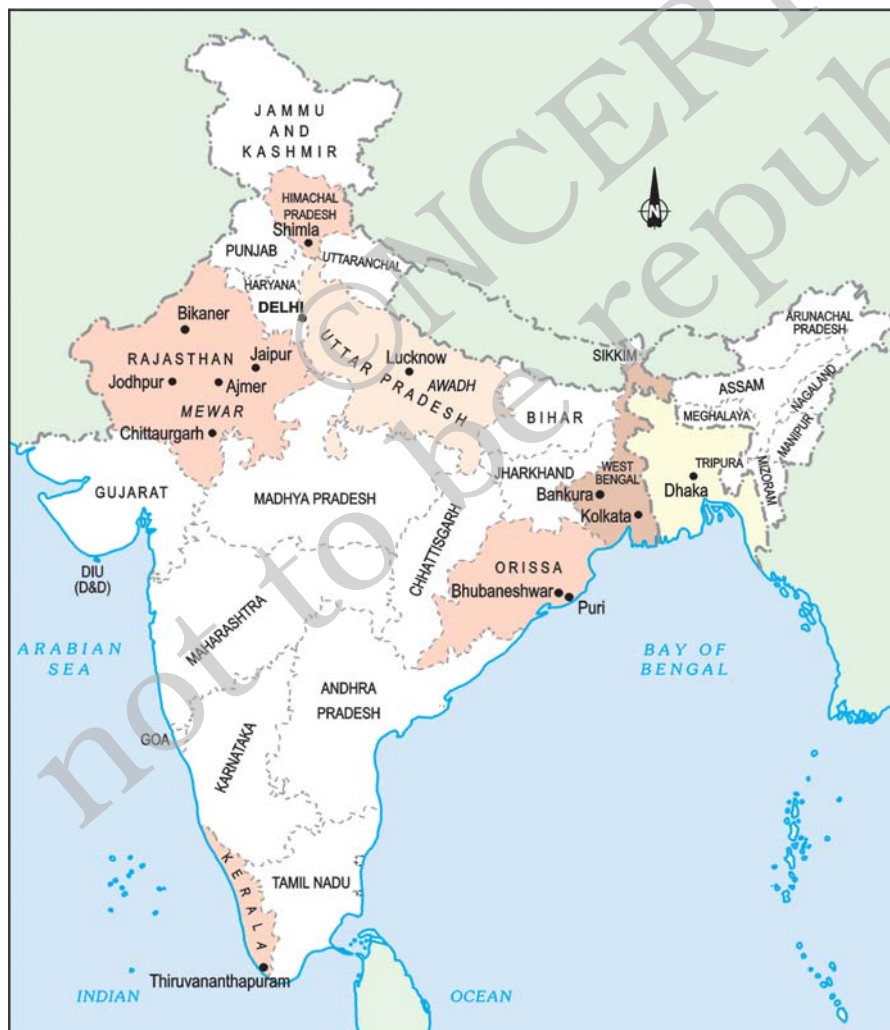 JAMMU
AND
KASHMIR
HIMACHAL
PRADESH
Shimla
PUNJAB
UTTARANCHAL
HARYANA
DELHI
Bikaner
RAJASTHAN
Jaipur
Jodhpur
Ajmer
MEWAR
Chittaurgarh
UTTAR PRADESH
Lucknow
AWADH
SIKKIM
ARUNACHAL
PRADESH
ASSAM
NAGALAND
MEGHALAYA
MANIPUR
BIHAR
TRIPURA
MIZORAM
Dhaka
JHARKHAND
WEST
BENGAL
Bankura
Kolkata
GUJARAT
MADHYA PRADESH
CHHATTISGARH
DIU
(D&D)
ORISSA
Bhubaneshwar
Puri
MAHARASHTRA
ARABIAN
SEA
BAY OF
BENGAL
ANDHRA
PRADESH
GOA
KARNATAKA
KERALA
TAMIL NADU
Thiruvananthapuram
INDIAN
OCEAN
N
©NCERT
not to be republ